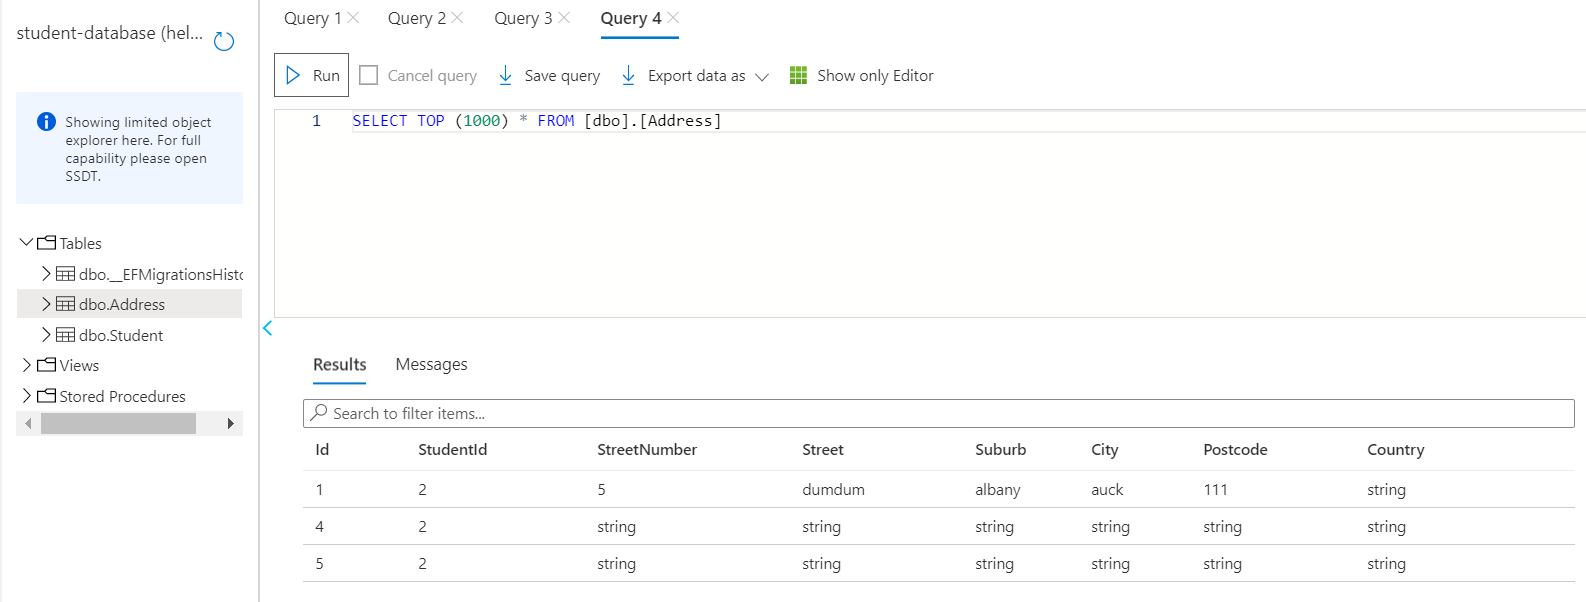 student-database (hel...
Showing limited object
explorer here. For full
capability please open
SSDT.
Tables
dbo.__EFMigrationsHisto
dbo.Address
dbo.Student
Views
Stored Procedures
Query 1 Query 2 Query 3 Query 4
Run Cancel query Save query Export data as Show only Editor
1 SELECT TOP (1000) * FROM [dbo].[Address]
Results Messages
Search to filter items...
Id StudentId StreetNumber Street Suburb City Postcode Country
1 2 5 dumdum albany auck 111 string
4 2 string string string string string string
5 2 string string string string string string